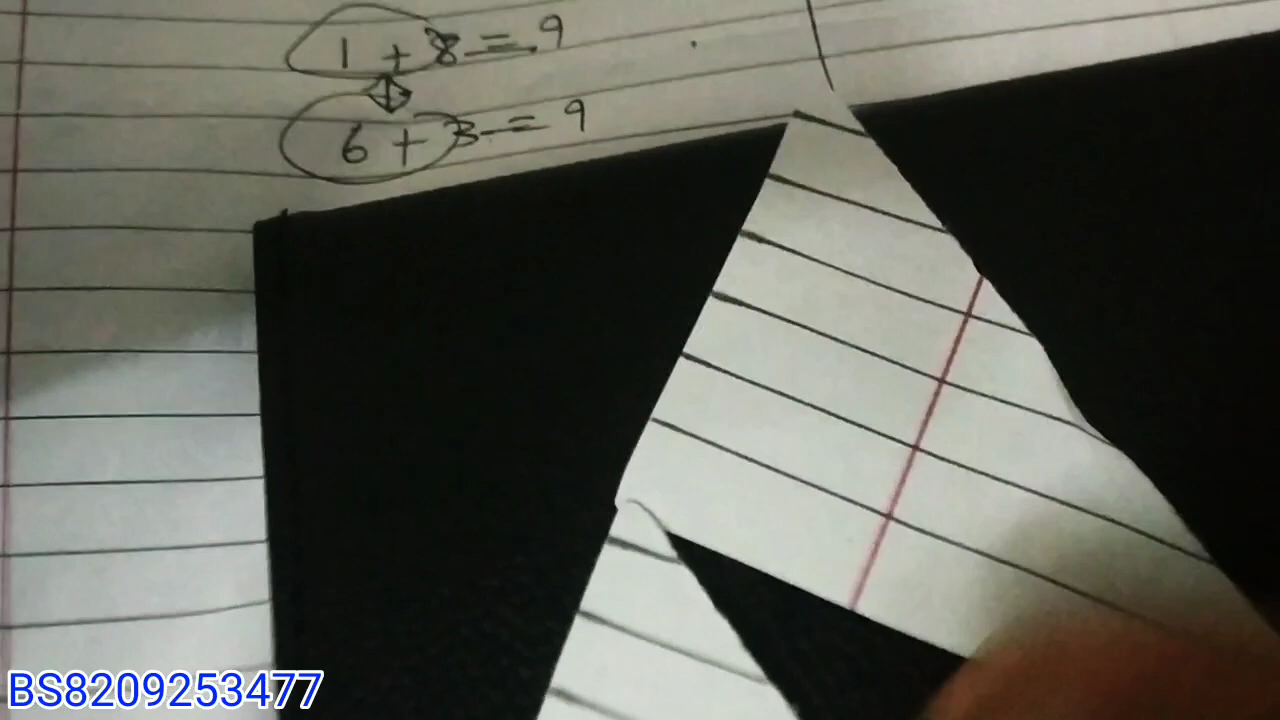 1 + 8 = 9
6 + 3 = 9
BS8209253477